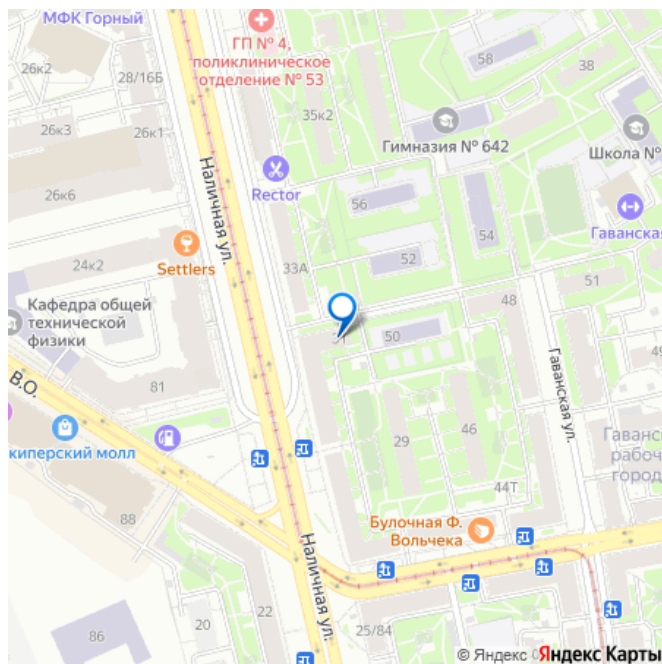 МФК Горный
ГП № 4,
поликлиническое
отделение № 53
26к2
28/16Б
58
38
35к2
26к3
26к1
Гимназия № 642
Школа №
Наличная ул.
Rector
26к6
56
Гаванская
54
24к2
Settlers
52
33А
51
48
Кафедра общей
технической
физики
50
49
Гаванская ул.
81
В.О.
29
46
Гаванс
рабоч
город
киперский молл
44Т
88
Булочная Ф.
Вольчека
Наличная ул.
22
20
25/84
86
© Яндекс
Яндекс Карты